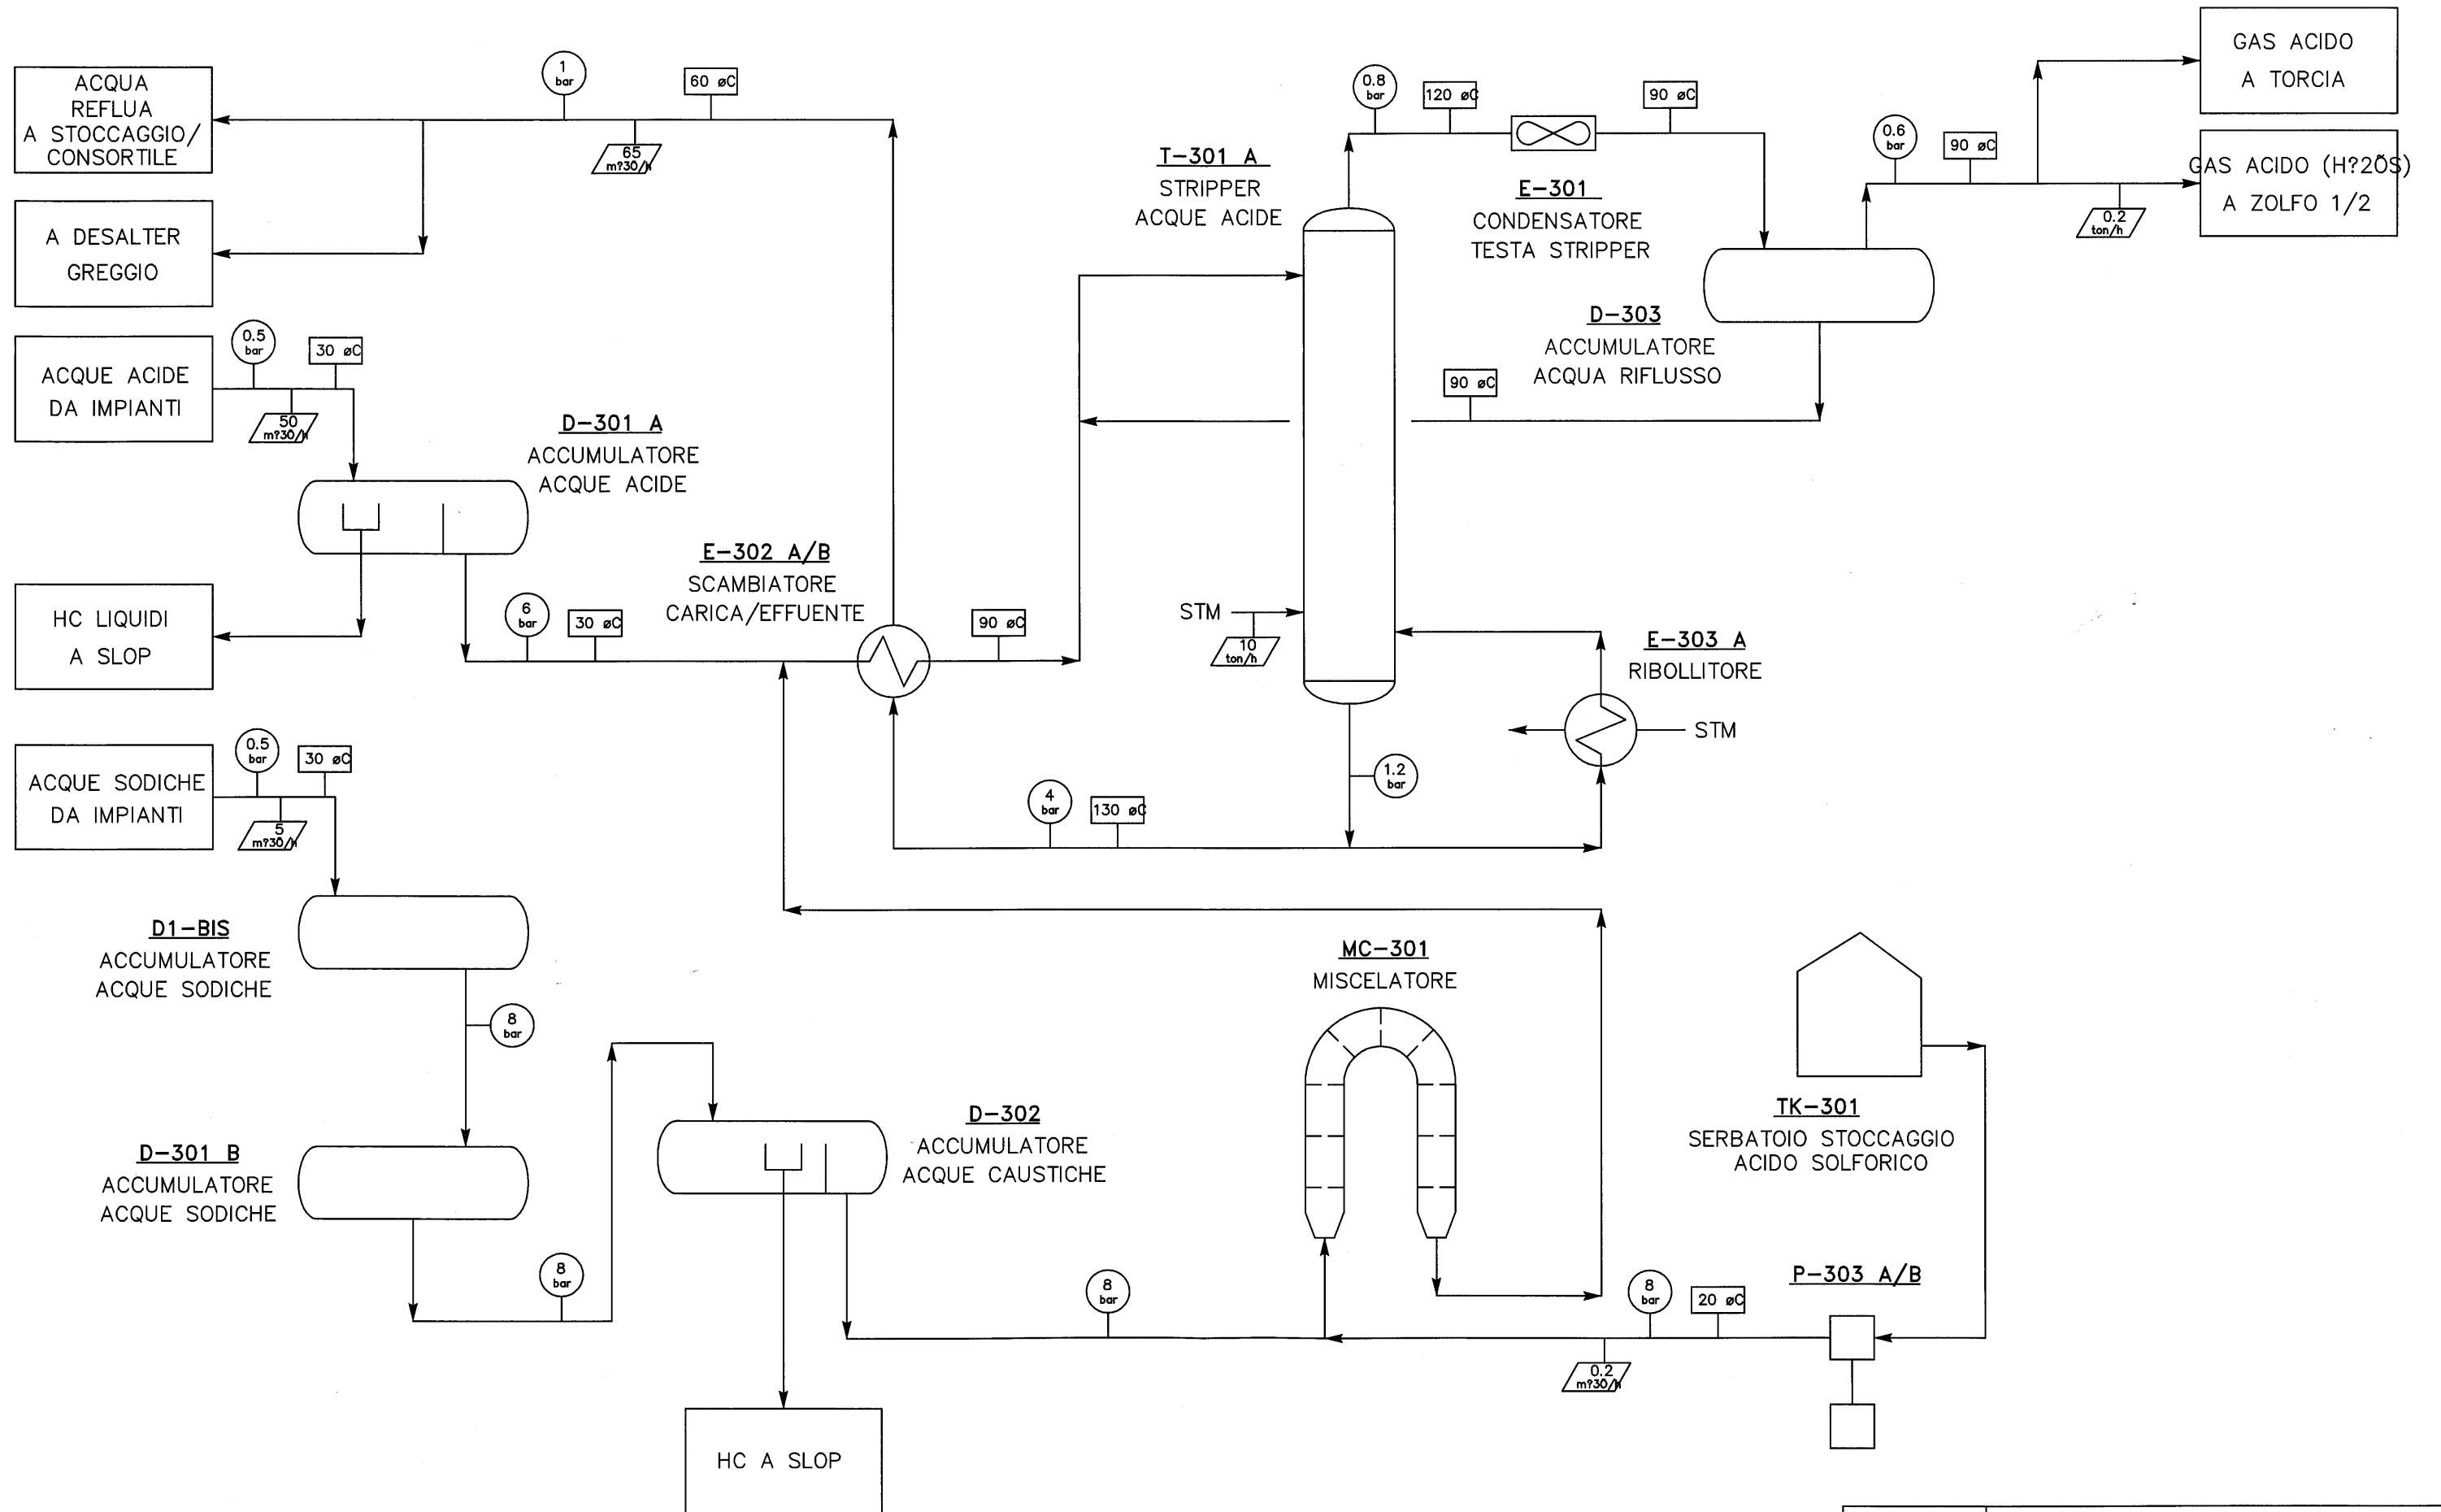 ACQUA
REFLUA
A STOCCAGGIO/
CONSORTILE
1
bar
60 øC
65
m?3Õ/h
A DESALTER
GREGGIO
ACQUE ACIDE
DA IMPIANTI
0.5
bar
30 øC
50
m?3Õ/h
D-301 A
ACCUMULATORE
ACQUE ACIDE
HC LIQUIDI
A SLOP
6
bar
30 øC
E-302 A/B
SCAMBIATORE
CARICA/EFFUENTE
90 øC
T-301 A
STRIPPER
ACQUE ACIDE
0.8
bar
120 øC
90 øC
E-301
CONDENSATORE
TESTA STRIPPER
D-303
ACCUMULATORE
ACQUA RIFLUSSO
90 øC
0.6
bar
90 øC
0.2
ton/h
GAS ACIDO
A TORCIA
GAS ACIDO (H?2ÕS)
A ZOLFO 1/2
STM
10
ton/h
E-303 A
RIBOLLITORE
STM
1.2
bar
4
bar
130 øC
ACQUE SODICHE
DA IMPIANTI
0.5
bar
30 øC
5
m?3Õ/h
D1-BIS
ACCUMULATORE
ACQUE SODICHE
8
bar
D-301 B
ACCUMULATORE
ACQUE SODICHE
8
bar
D-302
ACCUMULATORE
ACQUE CAUSTICHE
HC A SLOP
8
bar
MC-301
MISCELATORE
TK-301
SERBATOIO STOCCAGGIO
ACIDO SOLFORICO
P-303 A/B
8
bar
20 øC
0.2
m?3Õ/h